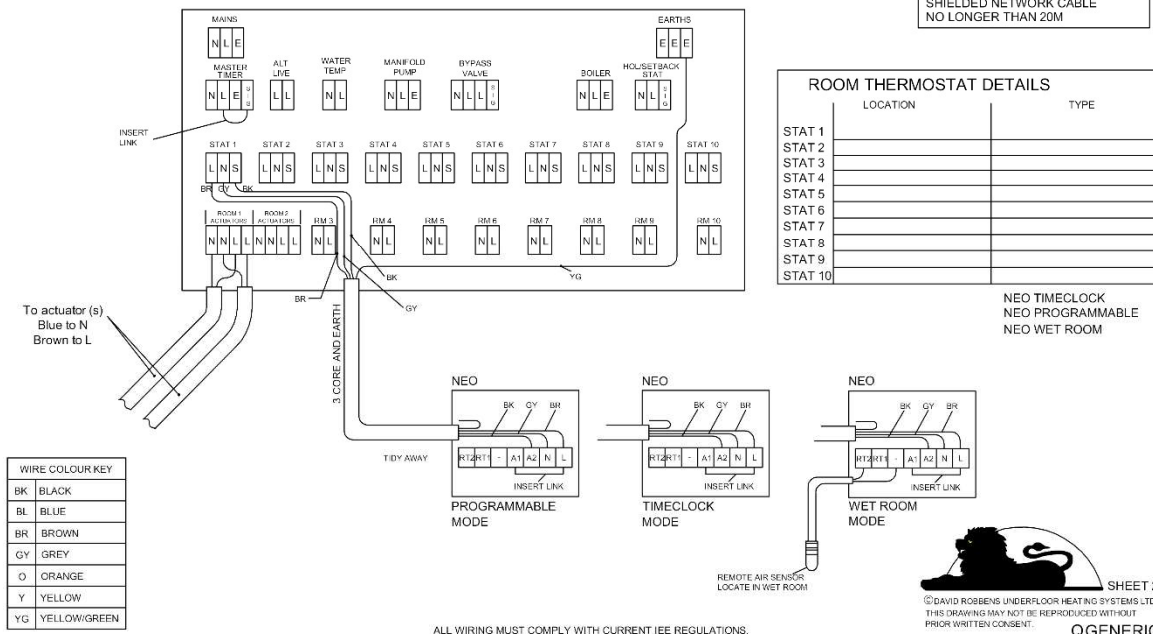 SHIELDED NETWORK CABLE
NO LONGER THAN 20M
MAINS
N L E
EARTHS
E E E
MASTER TIMER
N L E SIG
ALT LIVE
L L
WATER TEMP
N L
MANIFOLD PUMP
N L E
BYPASS VALVE
N L L SIG
BOILER
N L E
HOL/SETBACK STAT
N L SIG
INSERT LINK
STAT 1 STAT 2 STAT 3 STAT 4 STAT 5 STAT 6 STAT 7 STAT 8 STAT 9 STAT 10
L N S L N S L N S L N S L N S L N S L N S L N S L N S L N S
BR GY BK
ROOM 1 ACTUATORS ROOM 2 ACTUATORS RM 3 RM 4 RM 5 RM 6 RM 7 RM 8 RM 9 RM 10
N N L L N N L L N L N L N L N L N L N L N L N L
BR BK GY YG
ROOM THERMOSTAT DETAILS
LOCATION TYPE
STAT 1
STAT 2
STAT 3
STAT 4
STAT 5
STAT 6
STAT 7
STAT 8
STAT 9
STAT 10
NEO TIMECLOCK
NEO PROGRAMMABLE
NEO WET ROOM
To actuator (s)
Blue to N
Brown to L
3 CORE AND EARTH
TIDY AWAY
NEO
BK GY BR
RT2 RT1 - A1 A2 N L
INSERT LINK
PROGRAMMABLE
MODE
NEO
BK GY BR
RT2 RT1 - A1 A2 N L
INSERT LINK
TIMECLOCK
MODE
NEO
BK GY BR
RT2 RT1 - A1 A2 N L
INSERT LINK
WET ROOM
MODE
REMOTE AIR SENSOR
LOCATE IN WET ROOM
WIRE COLOUR KEY
BK BLACK
BL BLUE
BR BROWN
GY GREY
O ORANGE
Y YELLOW
YG YELLOW/GREEN
SHEET 2
©DAVID ROBBENS UNDERFLOOR HEATING SYSTEMS LTD
THIS DRAWING MAY NOT BE REPRODUCED WITHOUT
PRIOR WRITTEN CONSENT.
QGENERIC
ALL WIRING MUST COMPLY WITH CURRENT IEE REGULATIONS.